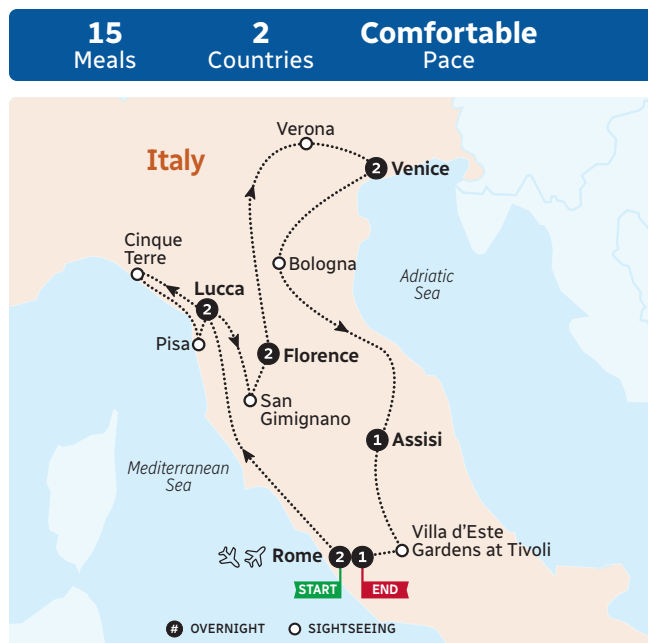 15
Meals
2
Countries
Comfortable
Pace
Italy
Verona
2
Venice
Cinque
Terre
Lucca
2
Bologna
Adriatic
Sea
Pisa
2
Florence
San
Gimignano
1
Assisi
Mediterranean
Sea
Villa d'Este
Gardens at Tivoli
Rome
2
1
START
END
# OVERNIGHT
SIGHTSEEING